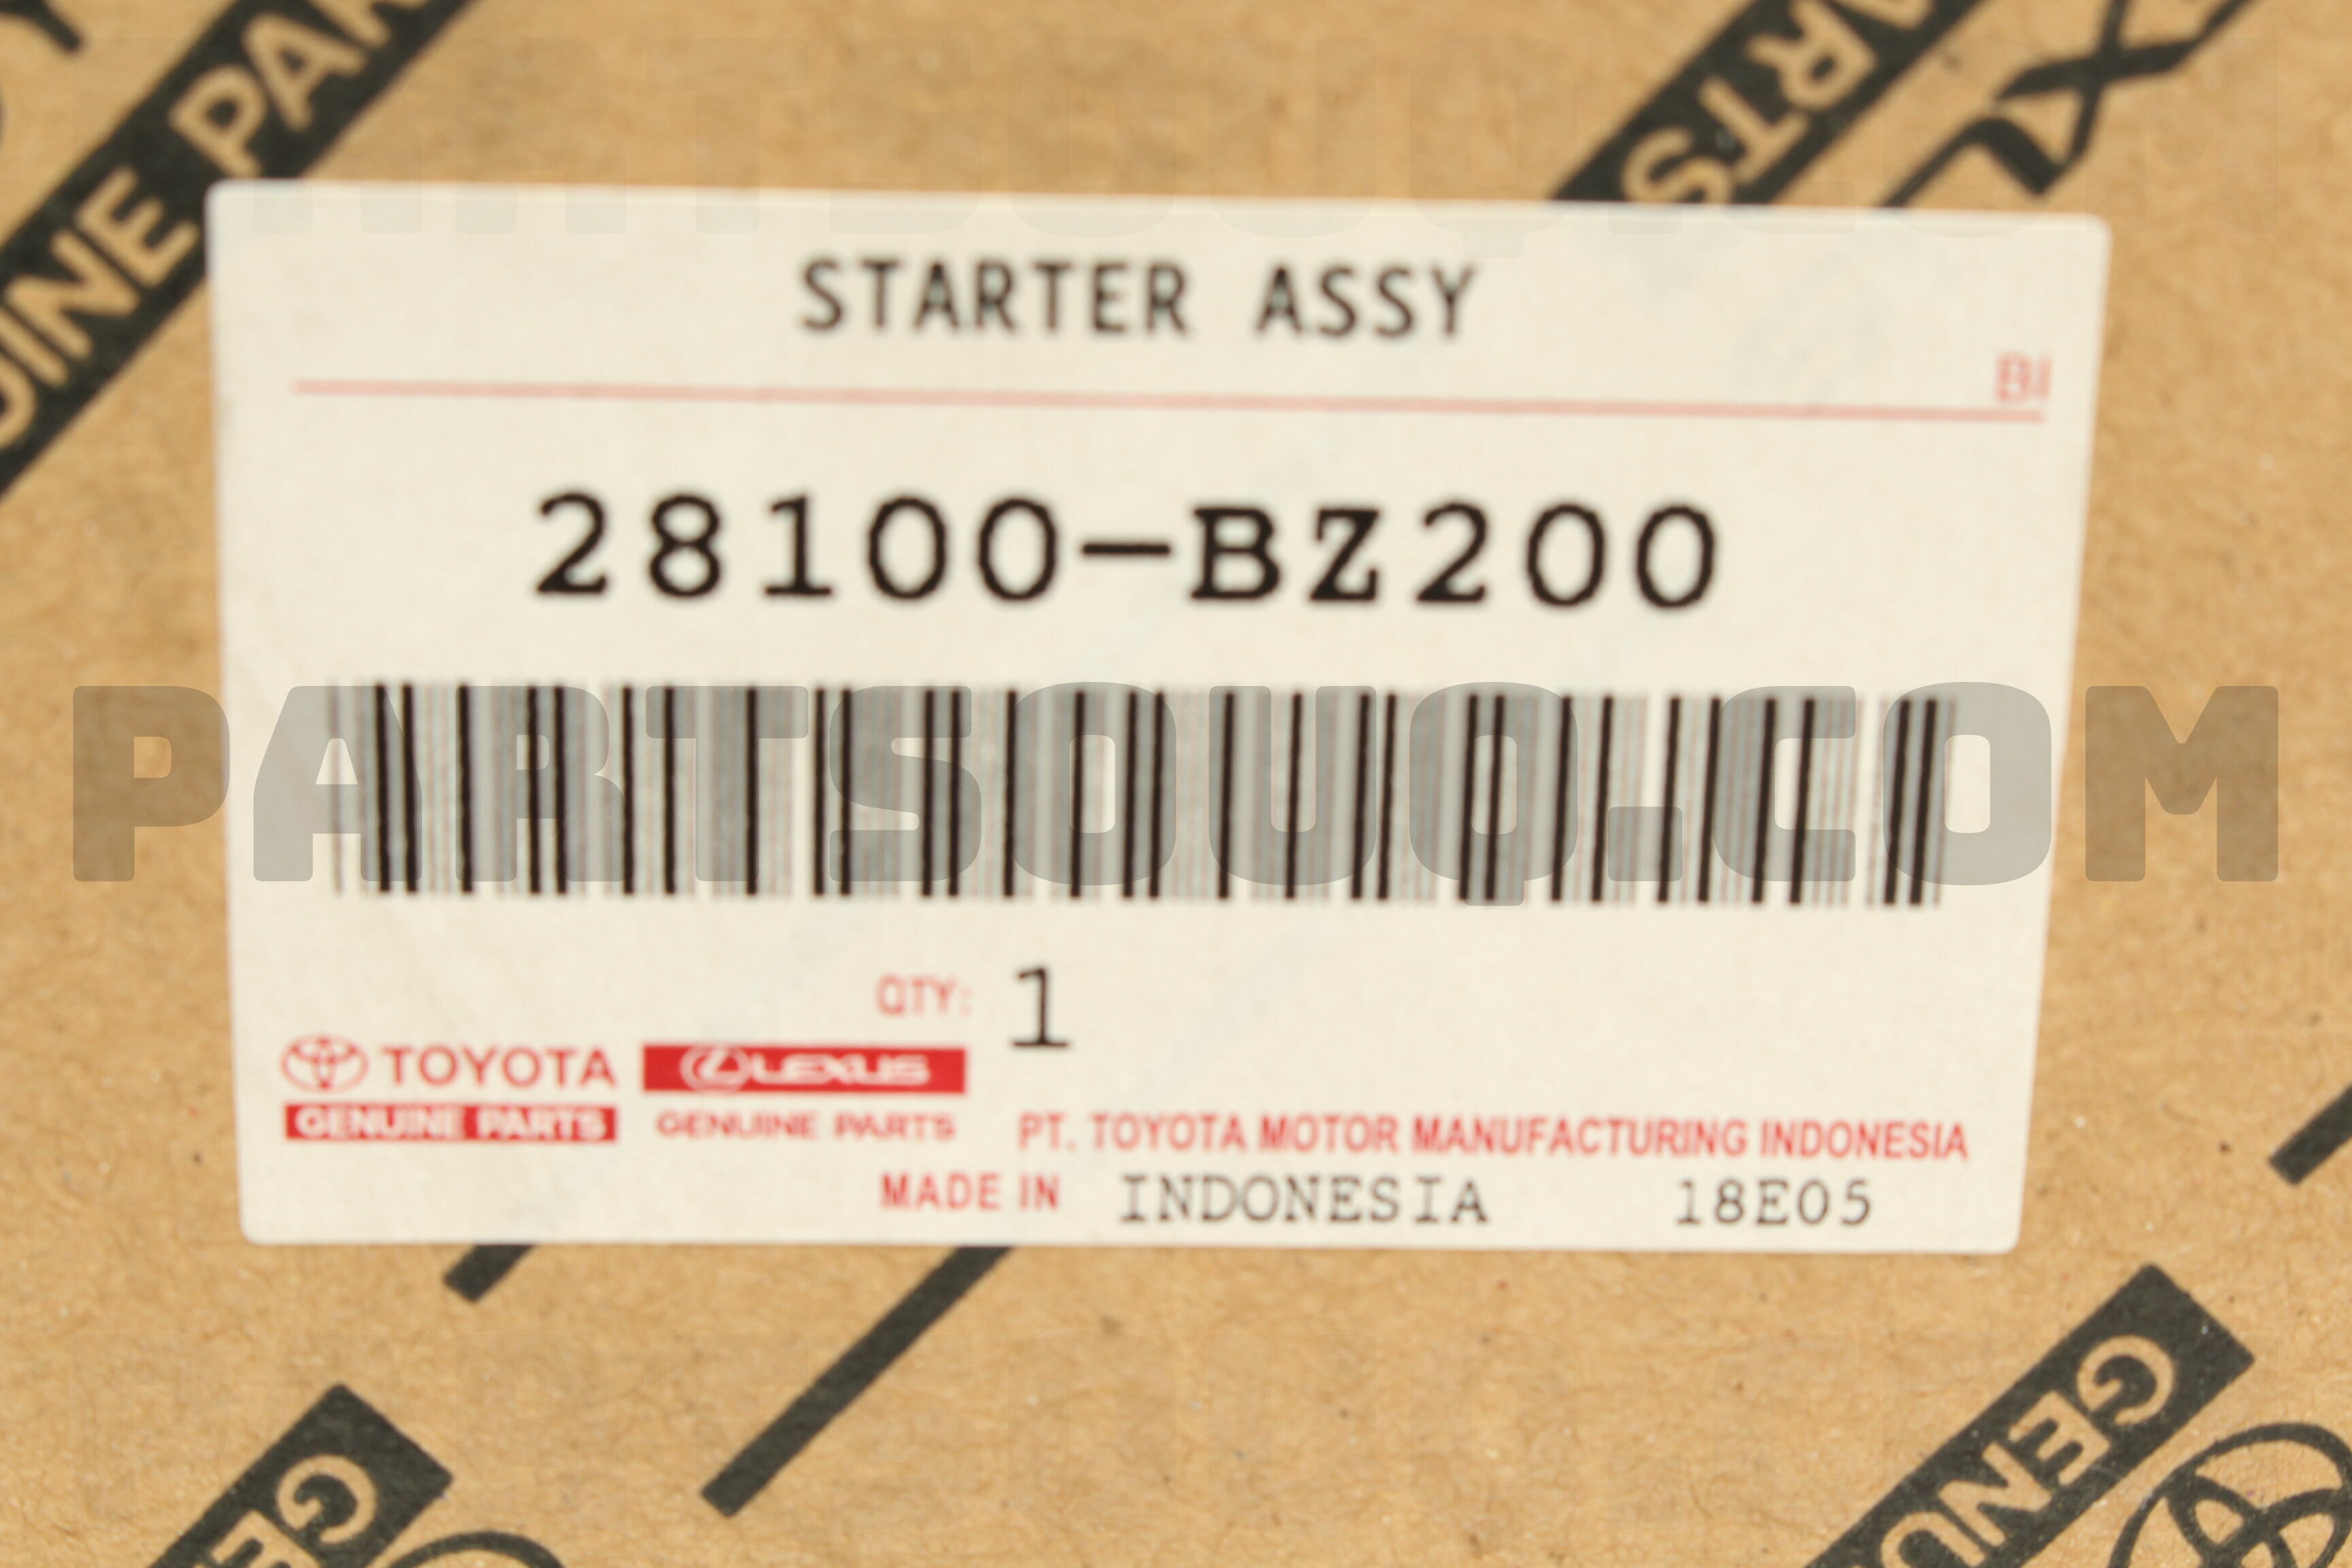 STARTER ASSY
BI
28100-BZ200
PARTSOUQ.COM
QTY: 1
TOYOTA LEXUS
GENUINE PARTS GENUINE PARTS PT. TOYOTA MOTOR MANUFACTURING INDONESIA
MADE IN INDONESIA 18E05